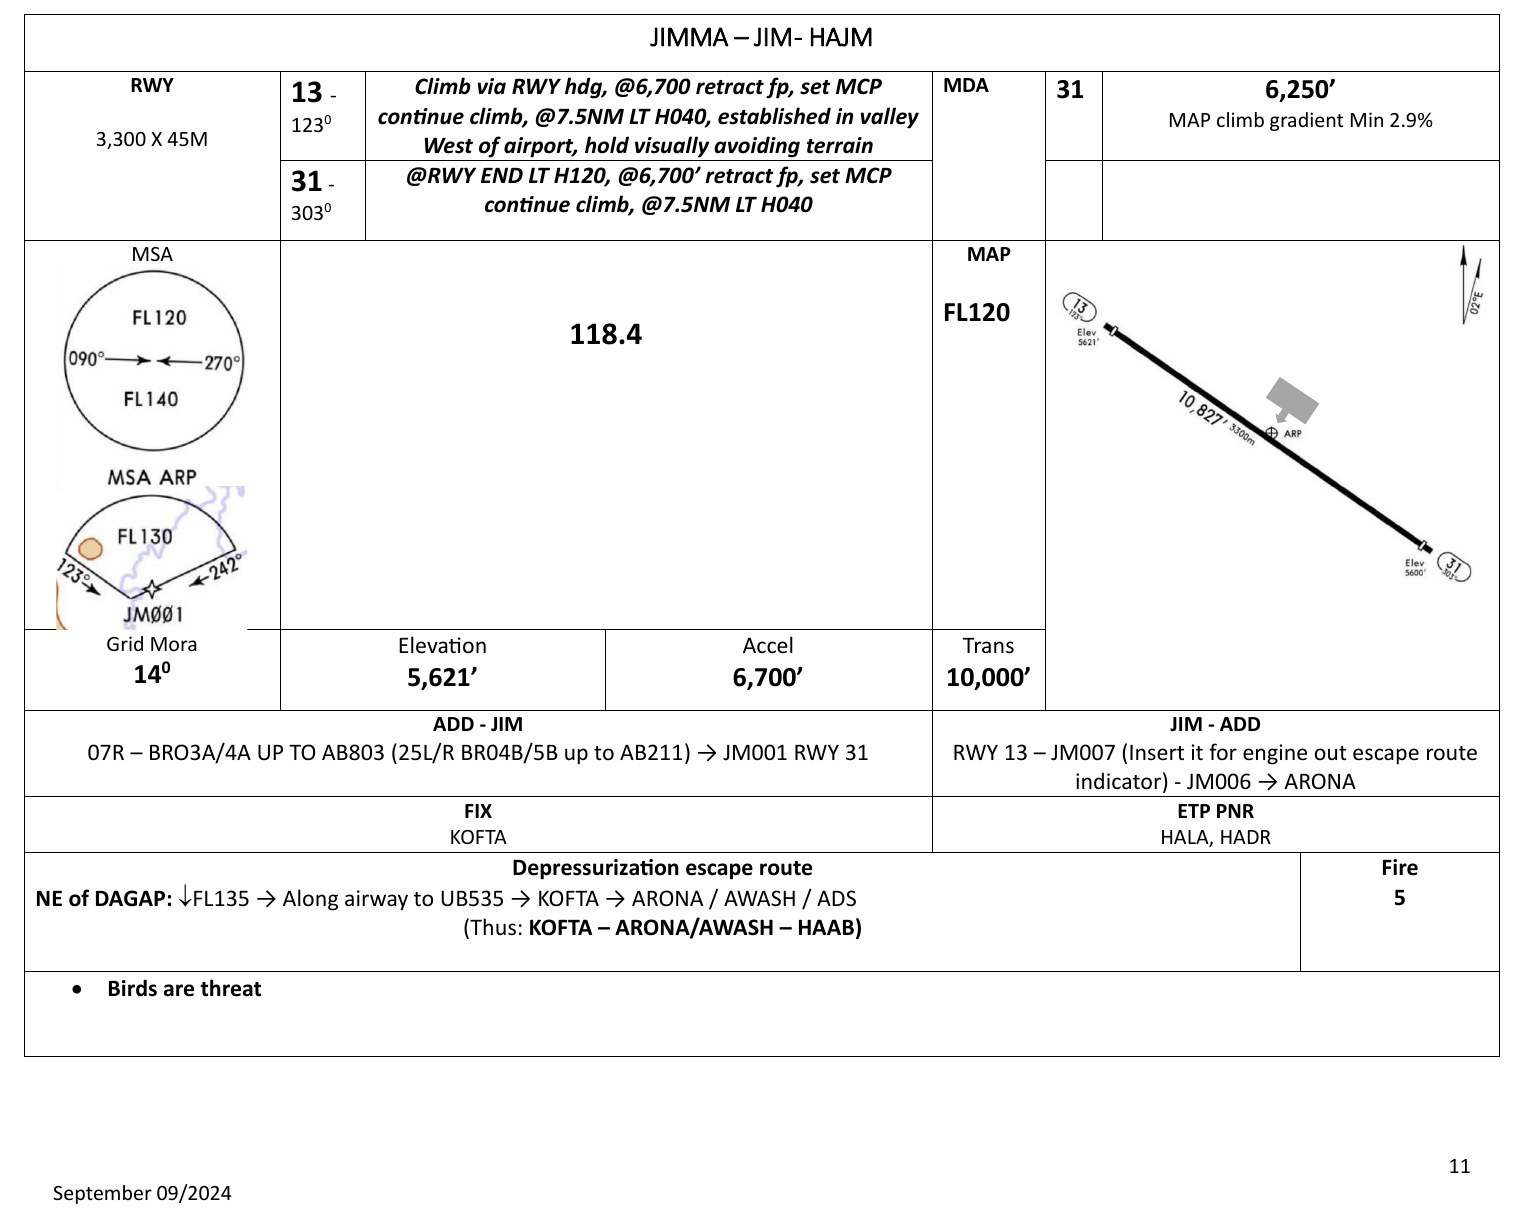 JIMMA – JIM- HAJM
RWY
3,300 X 45M
13 -
123⁰
Climb via RWY hdg, @6,700 retract fp, set MCP
continue climb, @7.5NM LT H040, established in valley
West of airport, hold visually avoiding terrain
31 -
303⁰
@RWY END LT H120, @6,700’ retract fp, set MCP
continue climb, @7.5NM LT H040
MDA
31
6,250’
MAP climb gradient Min 2.9%
MSA
FL120
090°
270°
FL140
MSA ARP
FL130
123°
242°
JMØØ1
118.4
MAP
FL120
13
123°
Elev
5621'
02°E
10,827' 3300m
ARP
Elev
5600'
31
303°
Grid Mora
14⁰
Elevation
5,621’
Accel
6,700’
Trans
10,000’
ADD - JIM
07R – BRO3A/4A UP TO AB803 (25L/R BR04B/5B up to AB211) → JM001 RWY 31
JIM - ADD
RWY 13 – JM007 (Insert it for engine out escape route
indicator) - JM006 → ARONA
FIX
KOFTA
ETP PNR
HALA, HADR
Depressurization escape route
NE of DAGAP: ↓FL135 → Along airway to UB535 → KOFTA → ARONA / AWASH / ADS
(Thus: KOFTA – ARONA/AWASH – HAAB)
Fire
5
• Birds are threat
11
September 09/2024